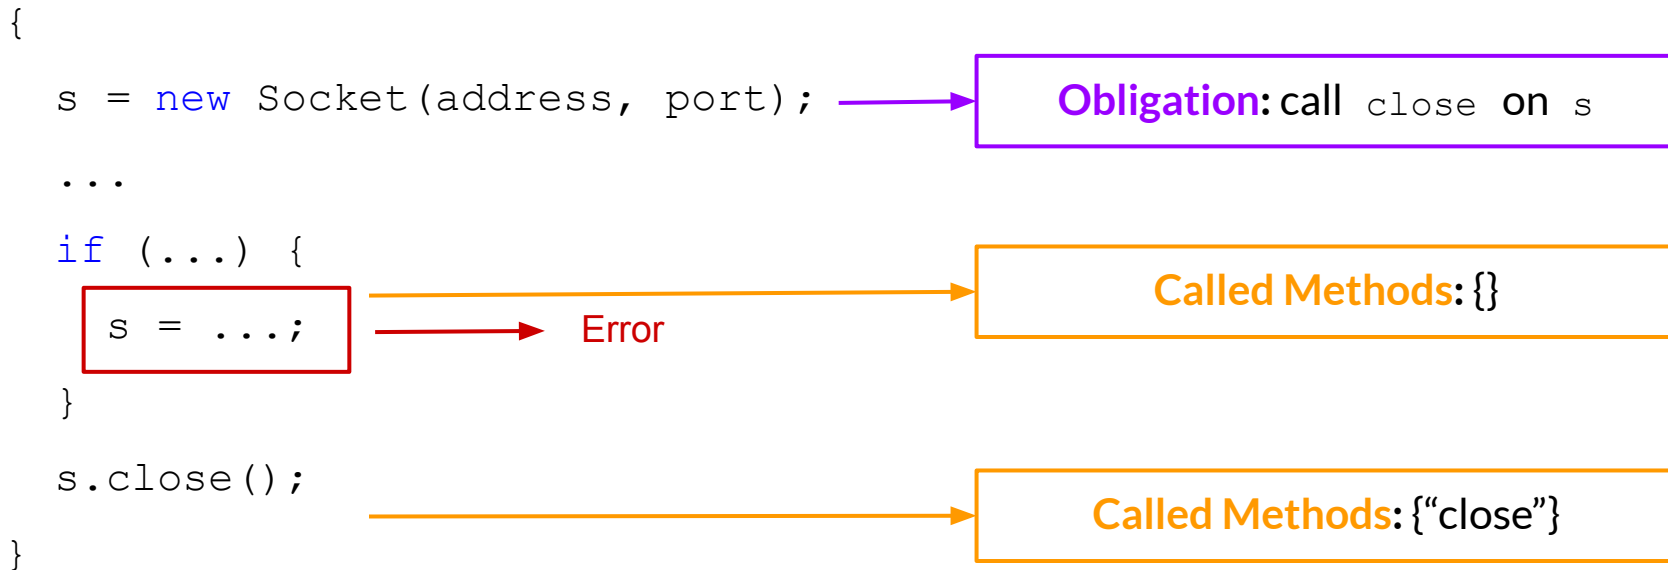 {
s = new Socket(address, port);
Obligation: call close on s
...
if (...) {
Called Methods: {}
s = ...;
Error
}
s.close();
Called Methods: {“close”}
}